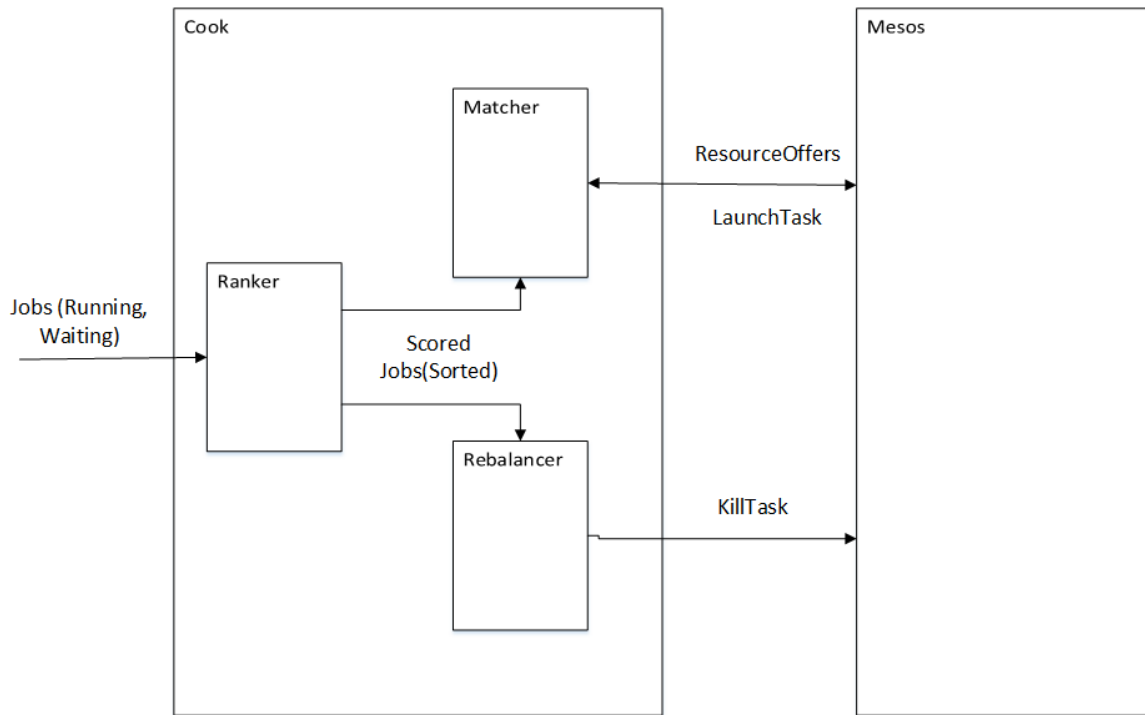 Cook
Mesos
Matcher
ResourceOffers
LaunchTask
Ranker
Jobs (Running,
Waiting)
Scored
Jobs(Sorted)
Rebalancer
KillTask